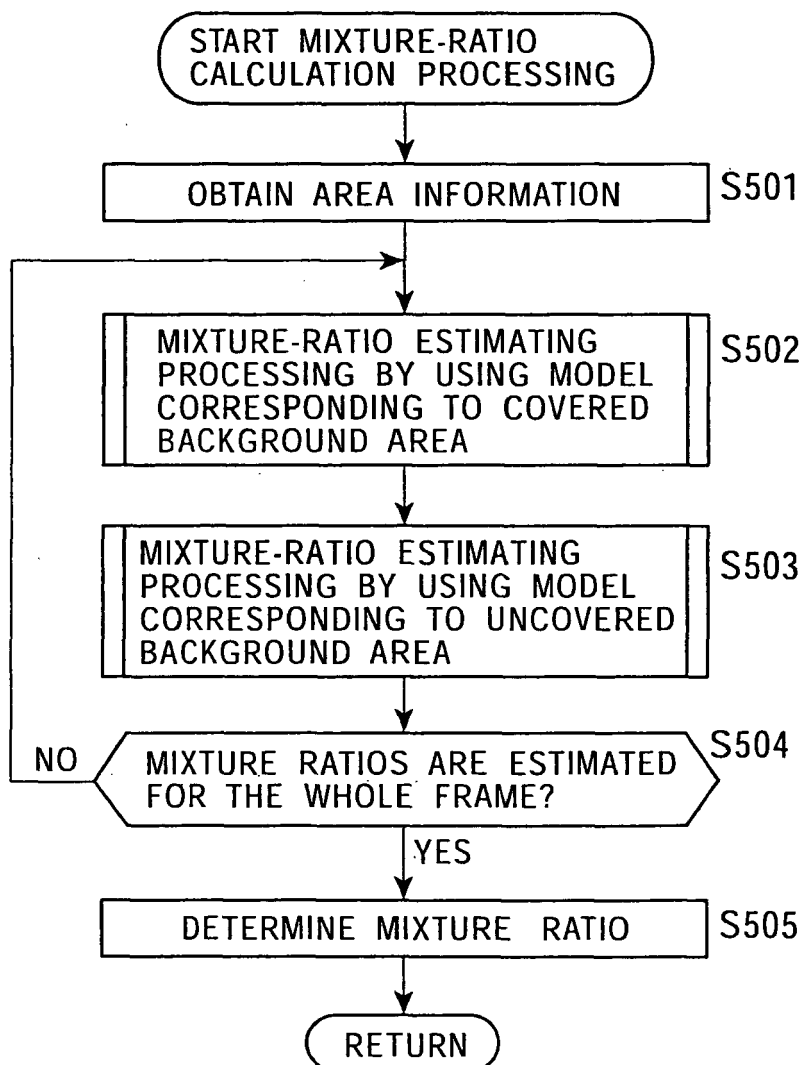 START MIXTURE-RATIO
CALCULATION PROCESSING
OBTAIN AREA INFORMATION
S501
MIXTURE-RATIO ESTIMATING
PROCESSING BY USING MODEL
CORRESPONDING TO COVERED
BACKGROUND AREA
S502
MIXTURE-RATIO ESTIMATING
PROCESSING BY USING MODEL
CORRESPONDING TO UNCOVERED
BACKGROUND AREA
S503
NO
MIXTURE RATIOS ARE ESTIMATED
FOR THE WHOLE FRAME?
S504
YES
DETERMINE MIXTURE RATIO
S505
RETURN